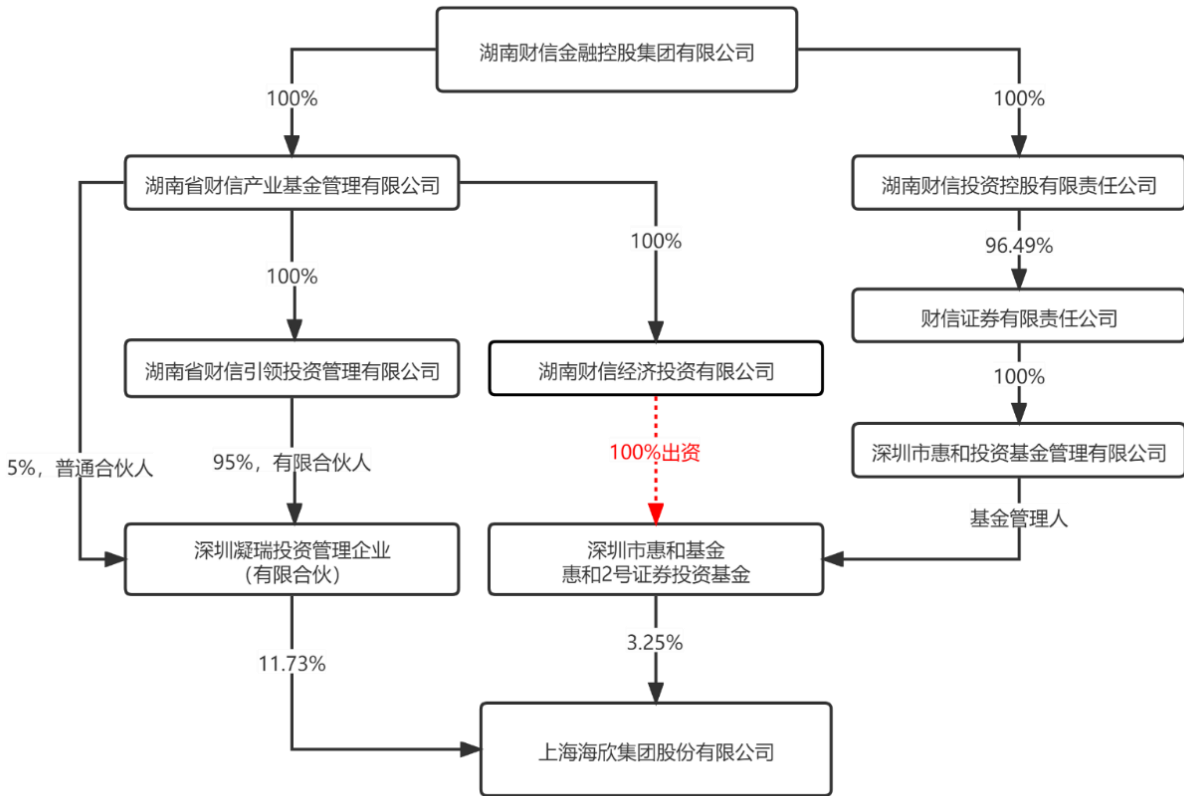 湖南财信金融控股集团有限公司
100%
100%
湖南省财信产业基金管理有限公司
湖南财信投资控股有限责任公司
100%
100%
96.49%
财信证券有限责任公司
湖南省财信引领投资管理有限公司
湖南财信经济投资有限公司
100%
5%，普通合伙人
95%，有限合伙人
100%出资
深圳市惠和投资基金管理有限公司
基金管理人
深圳凝瑞投资管理企业
（有限合伙）
深圳市惠和基金
惠和2号证券投资基金
11.73%
3.25%
上海海欣集团股份有限公司